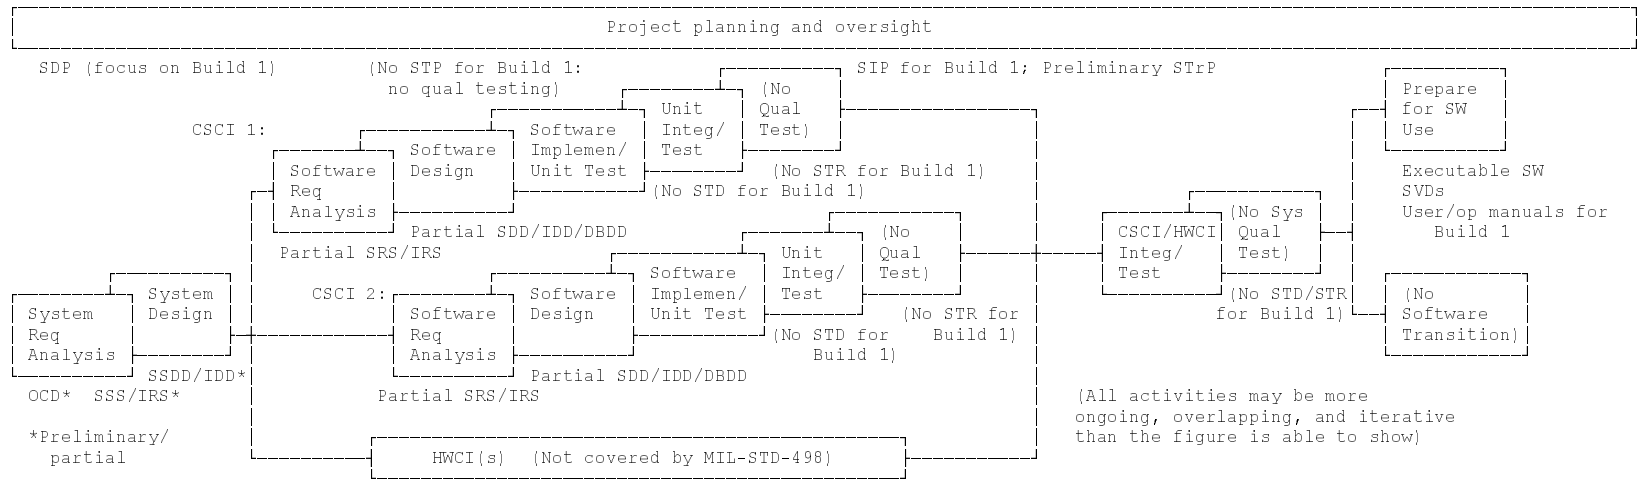 Project planning and oversight
SDP (focus on Build 1)
(No STP for Build 1:
no qual testing)
SIP for Build 1; Preliminary STrP
CSCI 1:
Software
Req
Analysis
Partial SRS/IRS
Software
Design
Partial SDD/IDD/DBDD
Software
Implemen/
Unit Test
(No STD for Build 1)
Unit
Integ/
Test
(No STR for Build 1)
(No
Qual
Test)
System
Req
Analysis
OCD* SSS/IRS*
System
Design
SSDD/IDD*
*Preliminary/
partial
CSCI 2:
Software
Req
Analysis
Partial SRS/IRS
Software
Design
Partial SDD/IDD/DBDD
Software
Implemen/
Unit Test
(No STD for
Build 1)
Unit
Integ/
Test
(No STR for
Build 1)
(No
Qual
Test)
HWCI(s) (Not covered by MIL-STD-498)
CSCI/HWCI
Integ/
Test
(No Sys
Qual
Test)
(No STD/STR
for Build 1)
Prepare
for SW
Use
Executable SW
SVDs
User/op manuals for
Build 1
(No
Software
Transition)
(All activities may be more
ongoing, overlapping, and iterative
than the figure is able to show)